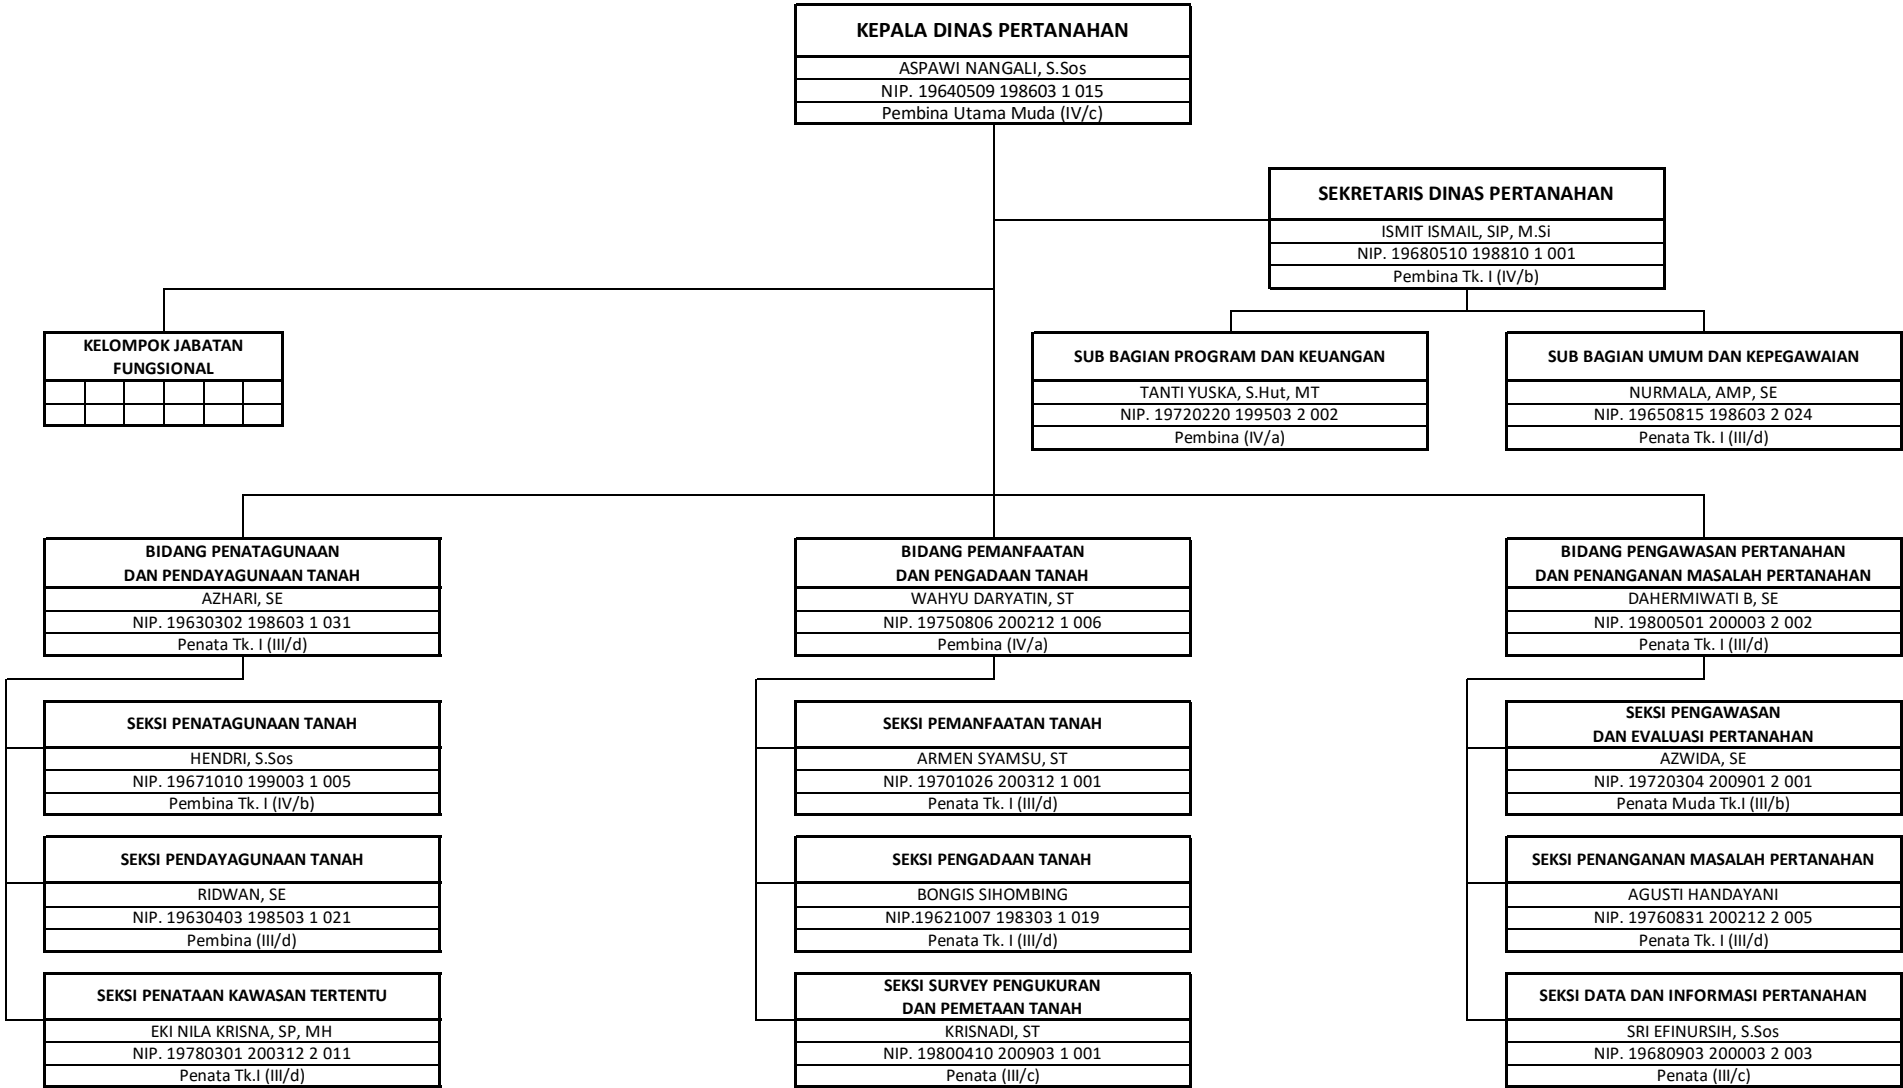 KEPALA DINAS PERTANAHAN
ASPAWI NANGALI, S.Sos
NIP. 19640509 198603 1 015
Pembina Utama Muda (IV/c)
SEKRETARIS DINAS PERTANAHAN
ISMIT ISMAIL, SIP, M.Si
NIP. 19680510 198810 1 001
Pembina Tk. I (IV/b)
KELOMPOK JABATAN
FUNGSIONAL
SUB BAGIAN PROGRAM DAN KEUANGAN
TANTI YUSKA, S.Hut, MT
NIP. 19720220 199503 2 002
Pembina (IV/a)
SUB BAGIAN UMUM DAN KEPEGAWAIAN
NURMALA, AMP, SE
NIP. 19650815 198603 2 024
Penata Tk. I (III/d)
BIDANG PENATAGUNAAN
DAN PENDAYAGUNAAN TANAH
AZHARI, SE
NIP. 19630302 198603 1 031
Penata Tk. I (III/d)
SEKSI PENATAGUNAAN TANAH
HENDRI, S.Sos
NIP. 19671010 199003 1 005
Pembina Tk. I (IV/b)
SEKSI PENDAYAGUNAAN TANAH
RIDWAN, SE
NIP. 19630403 198503 1 021
Pembina (III/d)
SEKSI PENATAAN KAWASAN TERTENTU
EKI NILA KRISNA, SP, MH
NIP. 19780301 200312 2 011
Penata Tk.I (III/d)
BIDANG PEMANFAATAN
DAN PENGADAAN TANAH
WAHYU DARYATIN, ST
NIP. 19750806 200212 1 006
Pembina (IV/a)
SEKSI PEMANFAATAN TANAH
ARMEN SYAMSU, ST
NIP. 19701026 200312 1 001
Penata Tk. I (III/d)
SEKSI PENGADAAN TANAH
BONGIS SIHOMBING
NIP.19621007 198303 1 019
Penata Tk. I (III/d)
SEKSI SURVEY PENGUKURAN
DAN PEMETAAN TANAH
KRISNADI, ST
NIP. 19800410 200903 1 001
Penata (III/c)
BIDANG PENGAWASAN PERTANAHAN
DAN PENANGANAN MASALAH PERTANAHAN
DAHERMIWATI B, SE
NIP. 19800501 200003 2 002
Penata Tk. I (III/d)
SEKSI PENGAWASAN
DAN EVALUASI PERTANAHAN
AZWIDA, SE
NIP. 19720304 200901 2 001
Penata Muda Tk.I (III/b)
SEKSI PENANGANAN MASALAH PERTANAHAN
AGUSTI HANDAYANI
NIP. 19760831 200212 2 005
Penata Tk. I (III/d)
SEKSI DATA DAN INFORMASI PERTANAHAN
SRI EFINURSIH, S.Sos
NIP. 19680903 200003 2 003
Penata (III/c)